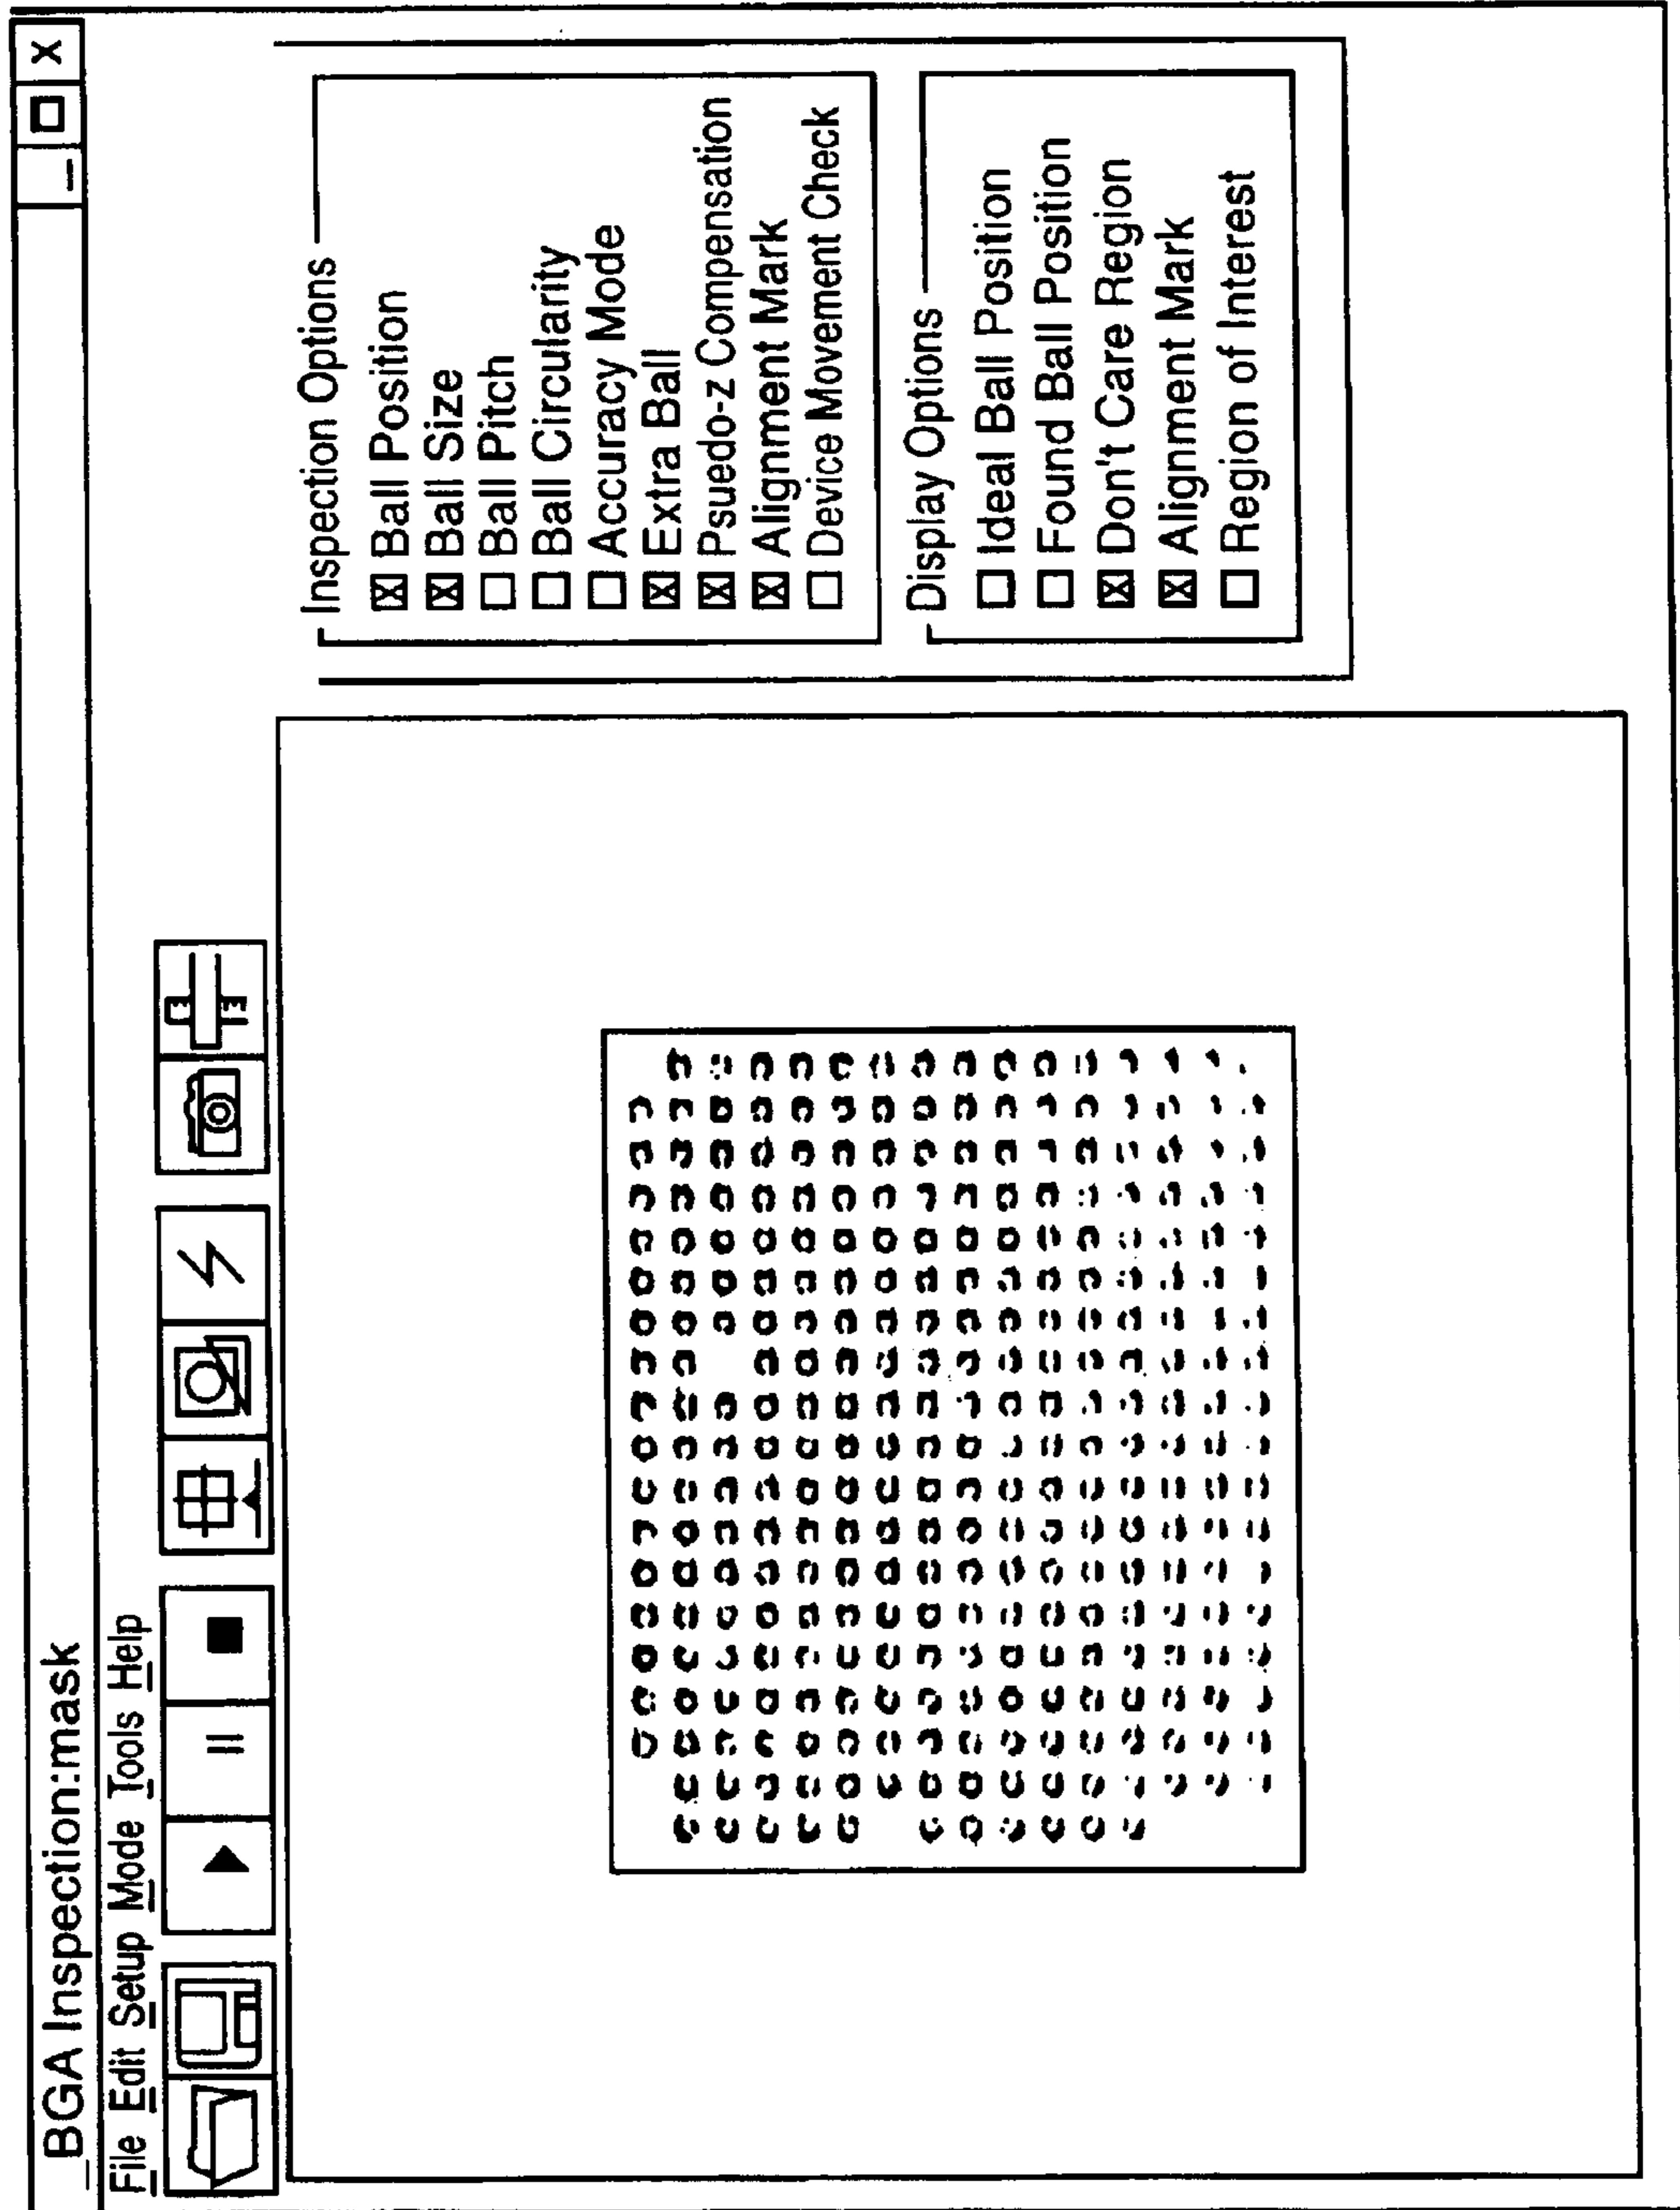 BGA Inspection:mask
File Edit Setup Mode Tools Help
Inspection Options
Ball Position
Ball Size
Ball Pitch
Ball Circularity
Accuracy Mode
Extra Ball
Psuedo-z Compensation
Alignment Mark
Device Movement Check
Display Options
Ideal Ball Position
Found Ball Position
Don't Care Region
Alignment Mark
Region of Interest